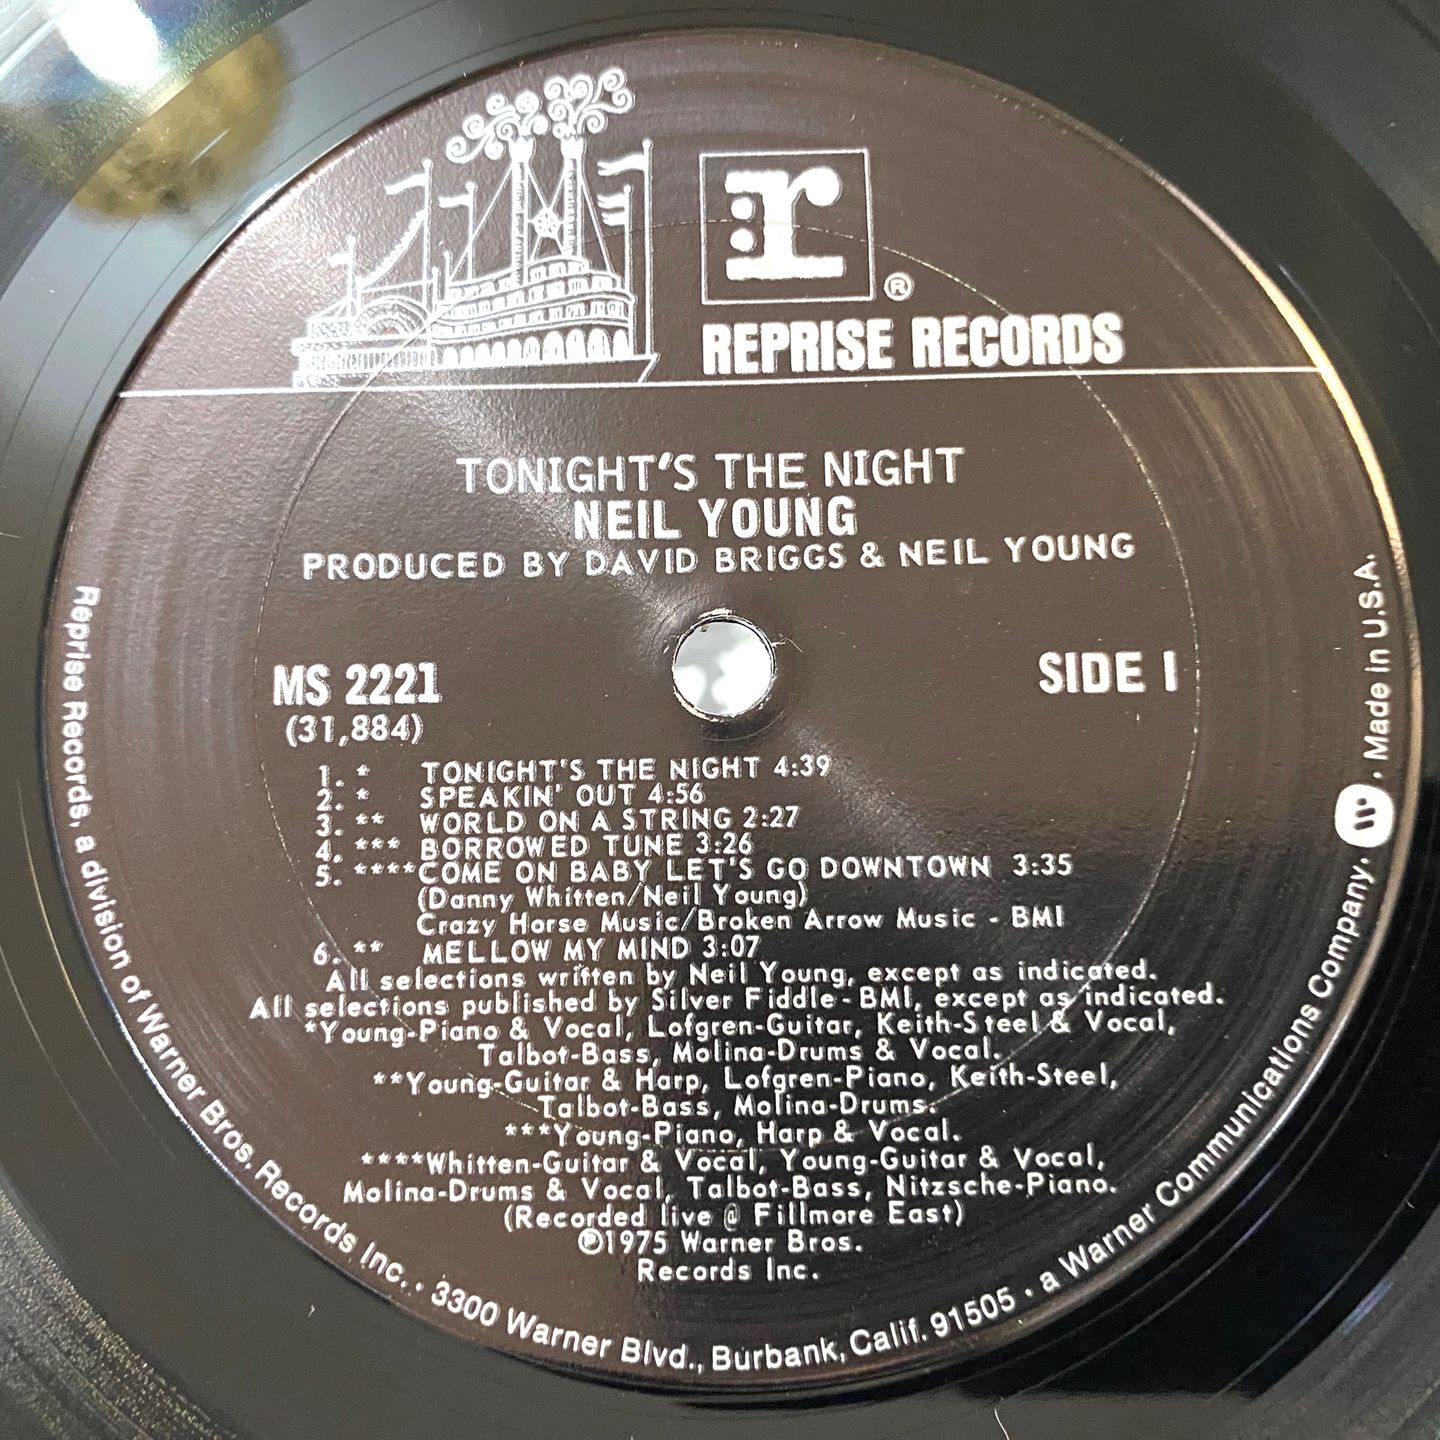 r
®
REPRISE RECORDS
TONIGHT'S THE NIGHT
NEIL YOUNG
PRODUCED BY DAVID BRIGGS & NEIL YOUNG
MS 2221
SIDE 1
(31,884)
1. * TONIGHT'S THE NIGHT 4:39
2. * SPEAKIN' OUT 4:56
3. ** WORLD ON A STRING 2:27
4. *** BORROWED TUNE 3:26
5. ****COME ON BABY LET'S GO DOWNTOWN 3:35
(Danny Whitten/Neil Young)
Crazy Horse Music/Broken Arrow Music - BMI
6. ** MELLOW MY MIND 3:07
All selections written by Neil Young, except as indicated.
All selections published by Silver Fiddle-BMI, except as indicated.
*Young-Piano & Vocal, Lofgren-Guitar, Keith-Steel & Vocal,
Talbot-Bass, Molina-Drums & Vocal.
**Young-Guitar & Harp, Lofgren-Piano, Keith-Steel,
Talbot-Bass, Molina-Drums.
***Young-Piano, Harp & Vocal.
****Whitten-Guitar & Vocal, Young-Guitar & Vocal,
Molina-Drums & Vocal, Talbot-Bass, Nitzsche-Piano.
(Recorded live @ Fillmore East)
℗1975 Warner Bros.
Records Inc.
Reprise Records, a division of Warner Bros. Records Inc. • 3300 Warner Blvd., Burbank, Calif. 91505 • a Warner Communications Company. • Made in U.S.A.